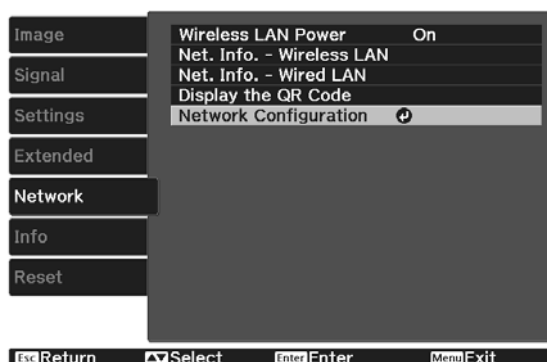 Image
Signal
Settings
Extended
Network
Info
Reset
Wireless LAN Power On
Net. Info. - Wireless LAN
Net. Info. - Wired LAN
Display the QR Code
Network Configuration
Esc Return Select Enter Enter Menu Exit